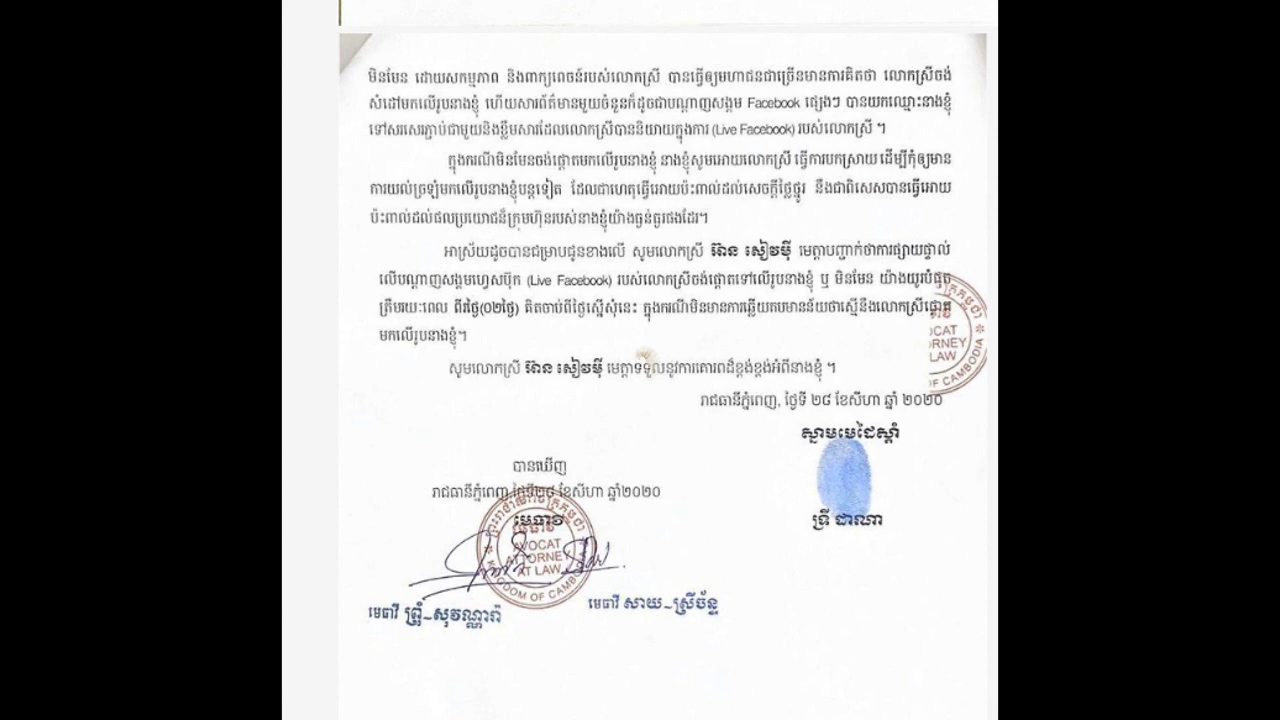 មិនមែន ដោយសកម្មភាព និងពាក្យពេចន៍របស់លោកស្រី បានធ្វើឲ្យមហាជនជាច្រើនមានការគិតថា លោកស្រីចង់
សំដៅមកលើរូបនាងខ្ញុំ ហើយសារព័ត៌មានមួយចំនួនក៏ដូចជាបណ្តាញសង្គម Facebook ផ្សេងៗ បានយកឈ្មោះនាងខ្ញុំ
ទៅសរសេរភ្ជាប់ជាមួយនិងខ្លឹមសារដែលលោកស្រីបាននិយាយក្នុងការ (Live Facebook) របស់លោកស្រី ។
ក្នុងករណីមិនមែនចង់ផ្តោតមកលើរូបនាងខ្ញុំ នាងខ្ញុំសូមអោយលោកស្រី ធ្វើការបកស្រាយ ដើម្បីកុំឲ្យមាន
ការយល់ច្រឡំមកលើរូបនាងខ្ញុំបន្តទៀត ដែលជាហេតុធ្វើអោយប៉ះពាល់ដល់សេចក្តីថ្លៃថ្នូរ នឹងជាពិសេសបានធ្វើអោយ
ប៉ះពាល់ដល់ផលប្រយោជន៍ក្រុមហ៊ុនរបស់នាងខ្ញុំយ៉ាងធ្ងន់ធ្ងរផងដែរ។
អាស្រ័យដូចបានជម្រាបជូនខាងលើ សូមលោកស្រី អ៊ាន សៀវម៉ី មេត្តាបញ្ជាក់ថាការផ្សាយផ្ទាល់
លើបណ្តាញសង្គមហ្វេសប៊ុក (Live Facebook) របស់លោកស្រីចង់ផ្តោតទៅលើរូបនាងខ្ញុំ ឬ មិនមែន យ៉ាងយូរបំផុត
ត្រឹមរយៈពេល ពីរថ្ងៃ(០២ថ្ងៃ) គិតចាប់ពីថ្ងៃស្នើសុំនេះ ក្នុងករណីមិនមានការឆ្លើយតបមានន័យថាស្មើនឹងលោកស្រីផ្តោត
មកលើរូបនាងខ្ញុំ។
សូមលោកស្រី អ៊ាន សៀវម៉ី មេត្តាទទួលនូវការគោរពដ៏ខ្ពង់ខ្ពង់អំពីនាងខ្ញុំ ។
រាជធានីភ្នំពេញ, ថ្ងៃទី ២៨ ខែសីហា ឆ្នាំ ២០២០
ស្នាមមេដៃស្តាំ
ទ្រី ដាណា
បានឃើញ
រាជធានីភ្នំពេញ ថ្ងៃទី២៨ ខែសីហា ឆ្នាំ២០២០
មេធាវី
AVOCAT
ATTORNEY
AT LAW
KINGDOM OF CAMBODIA
មេធាវី ព្រុំ~សុវណ្ណារ៉ា
មេធាវី សាយ~ស្រីច័ន្ទ